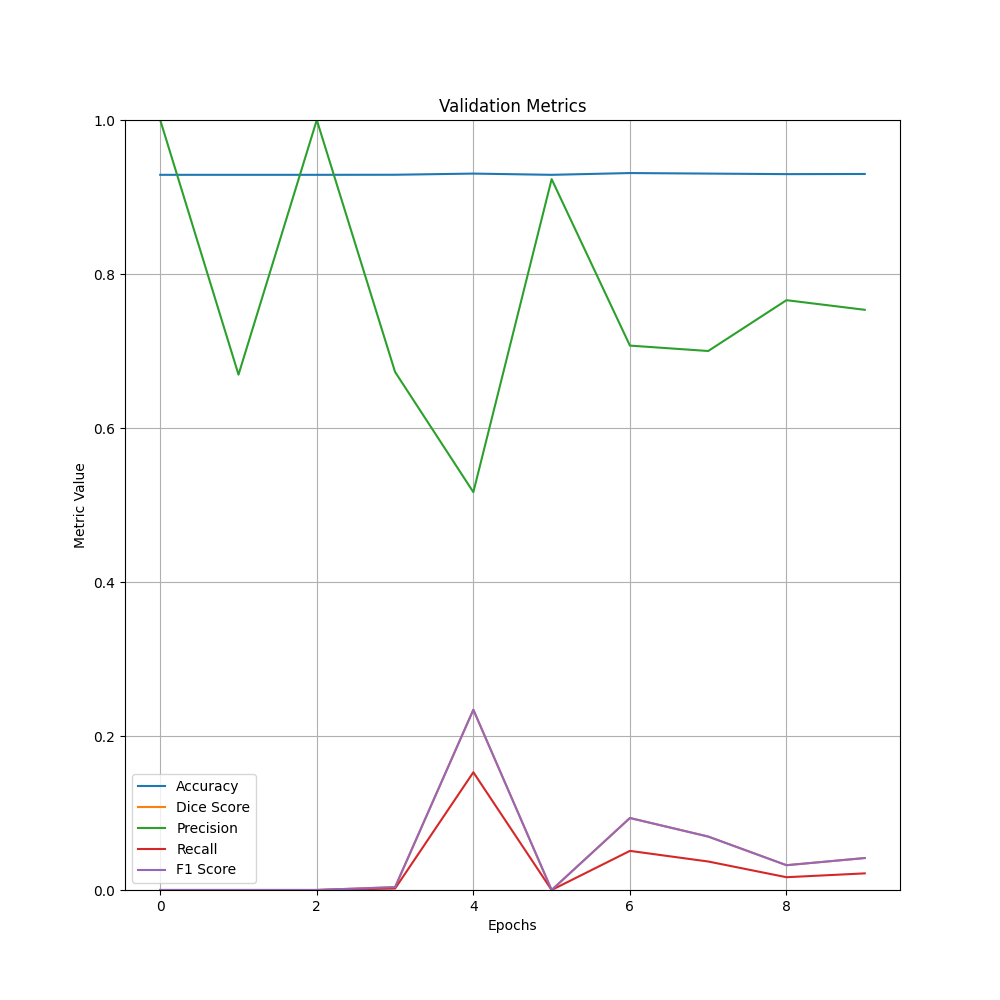 Validation Metrics
1.0
0.8
0.6
0.4
0.2
0.0
Metric Value
Accuracy
Dice Score
Precision
Recall
F1 Score
0 2 4 6 8
Epochs